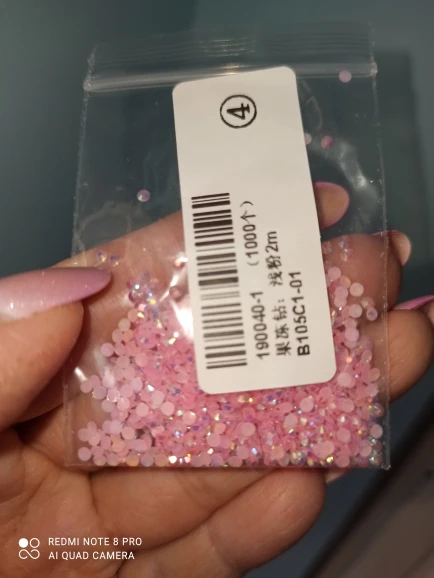 ④
190040-1 （1000个）
果冻钻：浅粉2m
B105C1-01
REDMI NOTE 8 PRO
AI QUAD CAMERA